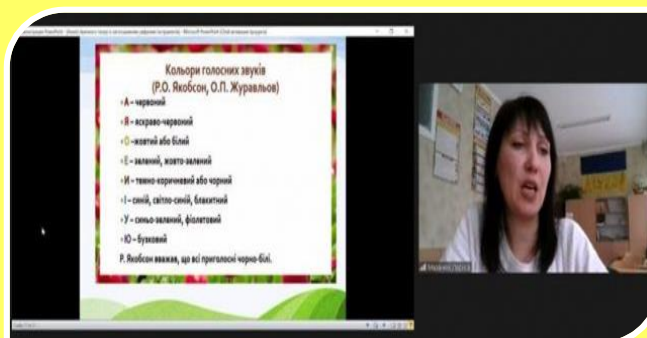 Кольори голосних звуків
(Р.О. Якобсон, О.П. Журавльов)
А – червоний
Я – яскраво-червоний
О – жовтий або білий
Е – зелений, жовто-зелений
И – темно-коричневий або чорний
І – синій, світло-синій, блакитний
У – синьо-зелений, фіолетовий
Ю – бузковий
Р. Якобсон вважав, що всі приголосні чорно-білі.